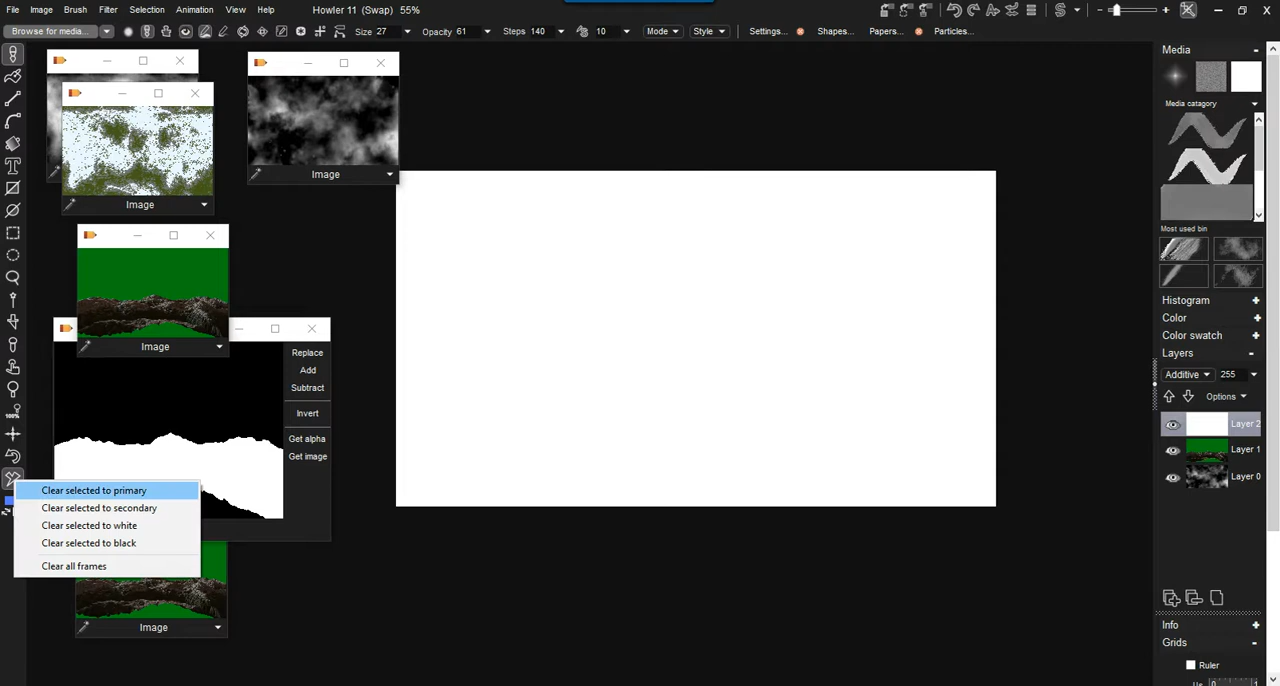 File Image Brush Filter Selection Animation View Help Howler 11 (Swap) 55%
Browse for media... Size 27 Opacity 61 Steps 140 10 Mode Style Settings... Shapes... Papers... Particles...
Media
Media catagory
Most used bin
Histogram
Color
Color swatch
Layers
Additive 255
Options
Layer 2
Layer 1
Layer 0
Info
Grids
Ruler
Image
Image
Image
Replace
Add
Subtract
Invert
Get alpha
Get image
100%
Clear selected to primary
Clear selected to secondary
Clear selected to white
Clear selected to black
Clear all frames
Image